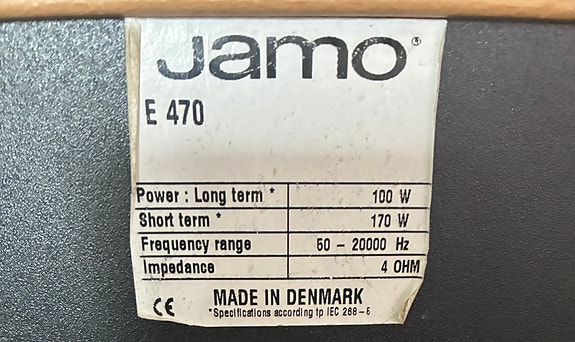 Jamo®
E 470
Power : Long term * 100 W
Short term * 170 W
Frequency range 50 - 20000 Hz
Impedance 4 OHM
CE MADE IN DENMARK
*Specifications according tp IEC 268-5